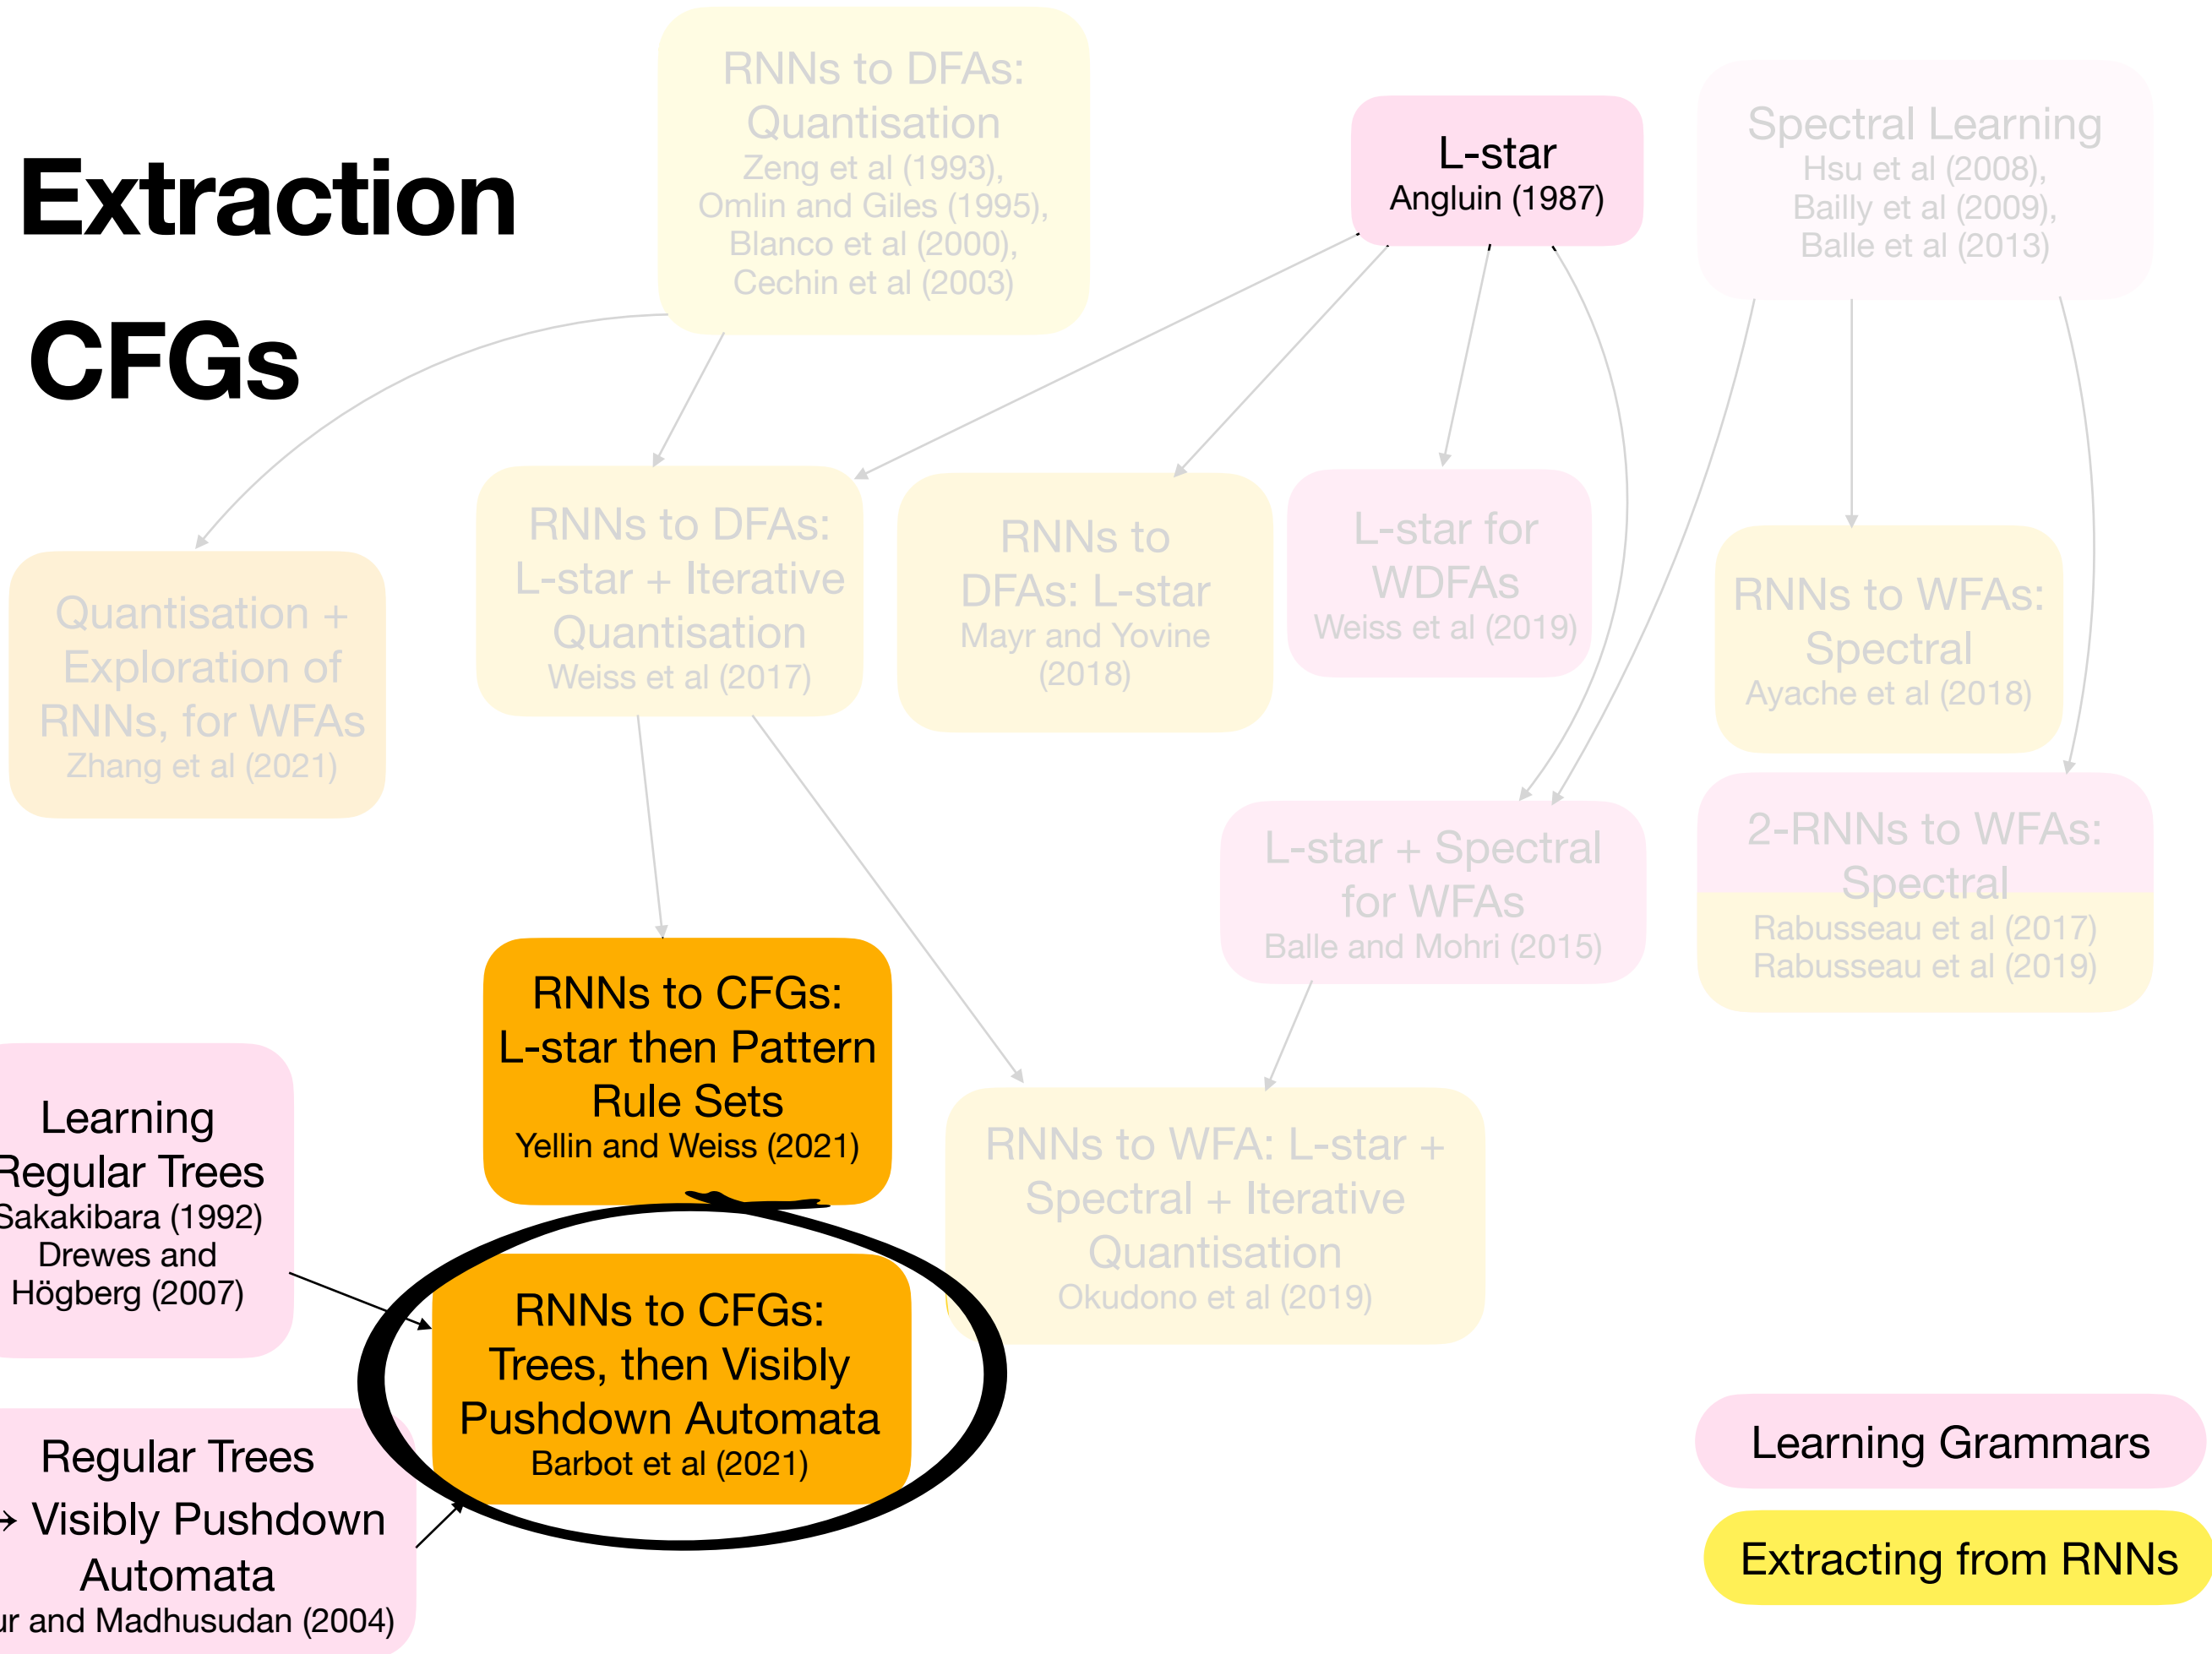 Extraction
CFGs
RNNs to DFAs:
Quantisation
Zeng et al (1993),
Omlin and Giles (1995),
Blanco et al (2000),
Cechin et al (2003)
L-star
Angluin (1987)
Spectral Learning
Hsu et al (2008),
Bailly et al (2009),
Balle et al (2013)
Quantisation +
Exploration of
RNNs, for WFAs
Zhang et al (2021)
RNNs to DFAs:
L-star + Iterative
Quantisation
Weiss et al (2017)
RNNs to
DFAs: L-star
Mayr and Yovine
(2018)
L-star for
WDFAs
Weiss et al (2019)
RNNs to WFAs:
Spectral
Ayache et al (2018)
L-star + Spectral
for WFAs
Balle and Mohri (2015)
2-RNNs to WFAs:
Spectral
Rabusseau et al (2017)
Rabusseau et al (2019)
RNNs to CFGs:
L-star then Pattern
Rule Sets
Yellin and Weiss (2021)
Learning
Regular Trees
Sakakibara (1992)
Drewes and
Högberg (2007)
RNNs to WFA: L-star +
Spectral + Iterative
Quantisation
Okudono et al (2019)
RNNs to CFGs:
Trees, then Visibly
Pushdown Automata
Barbot et al (2021)
Regular Trees
→ Visibly Pushdown
Automata
ur and Madhusudan (2004)
Learning Grammars
Extracting from RNNs